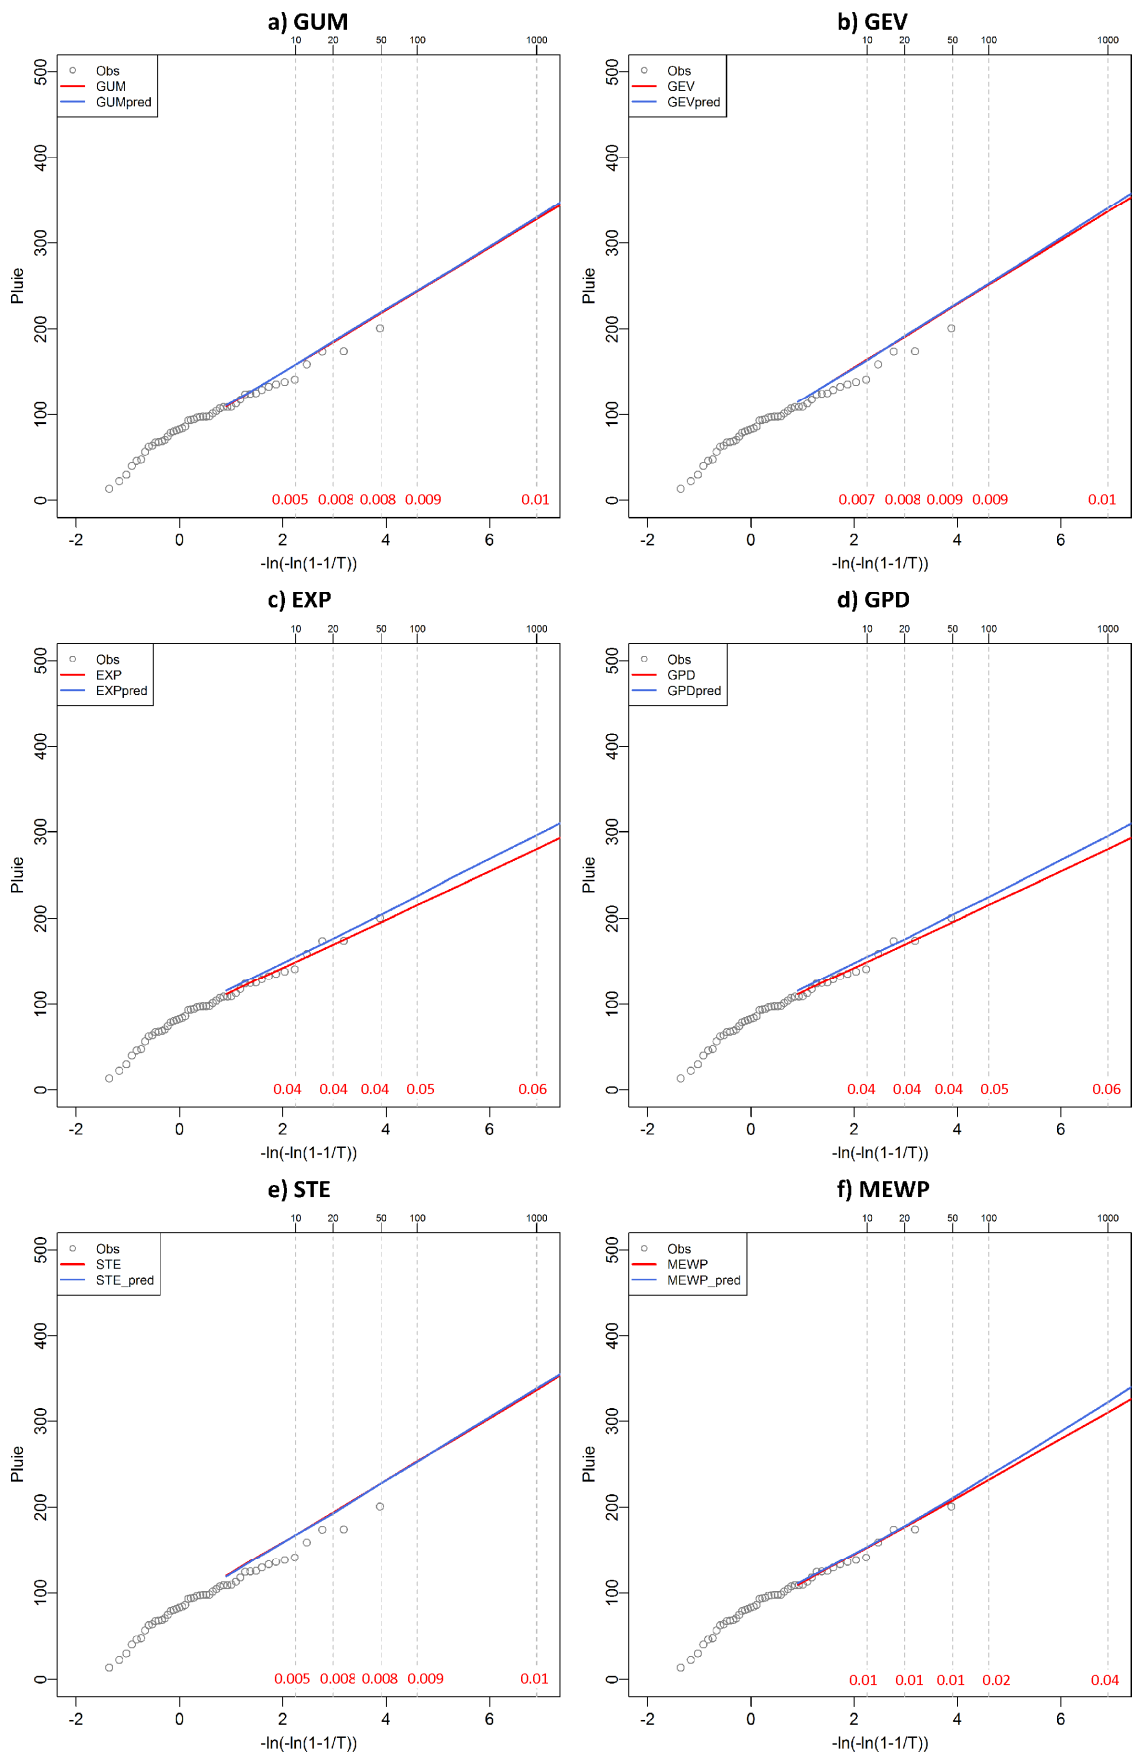 a) GUM
10 20 50 100 1000
Obs
GUM
GUMpred
Pluie
0 100 200 300 400 500
0.005 0.008 0.008 0.009 0.01
-2 0 2 4 6
-ln(-ln(1-1/T))
b) GEV
10 20 50 100 1000
Obs
GEV
GEVpred
Pluie
0 100 200 300 400 500
0.007 0.008 0.009 0.009 0.01
-2 0 2 4 6
-ln(-ln(1-1/T))
c) EXP
10 20 50 100 1000
Obs
EXP
EXPpred
Pluie
0 100 200 300 400 500
0.04 0.04 0.04 0.05 0.06
-2 0 2 4 6
-ln(-ln(1-1/T))
d) GPD
10 20 50 100 1000
Obs
GPD
GPDpred
Pluie
0 100 200 300 400 500
0.04 0.04 0.04 0.05 0.06
-2 0 2 4 6
-ln(-ln(1-1/T))
e) STE
10 20 50 100 1000
Obs
STE
STE_pred
Pluie
0 100 200 300 400 500
0.005 0.008 0.008 0.009 0.01
-2 0 2 4 6
-ln(-ln(1-1/T))
f) MEWP
10 20 50 100 1000
Obs
MEWP
MEWP_pred
Pluie
0 100 200 300 400 500
0.01 0.01 0.01 0.02 0.04
-2 0 2 4 6
-ln(-ln(1-1/T))